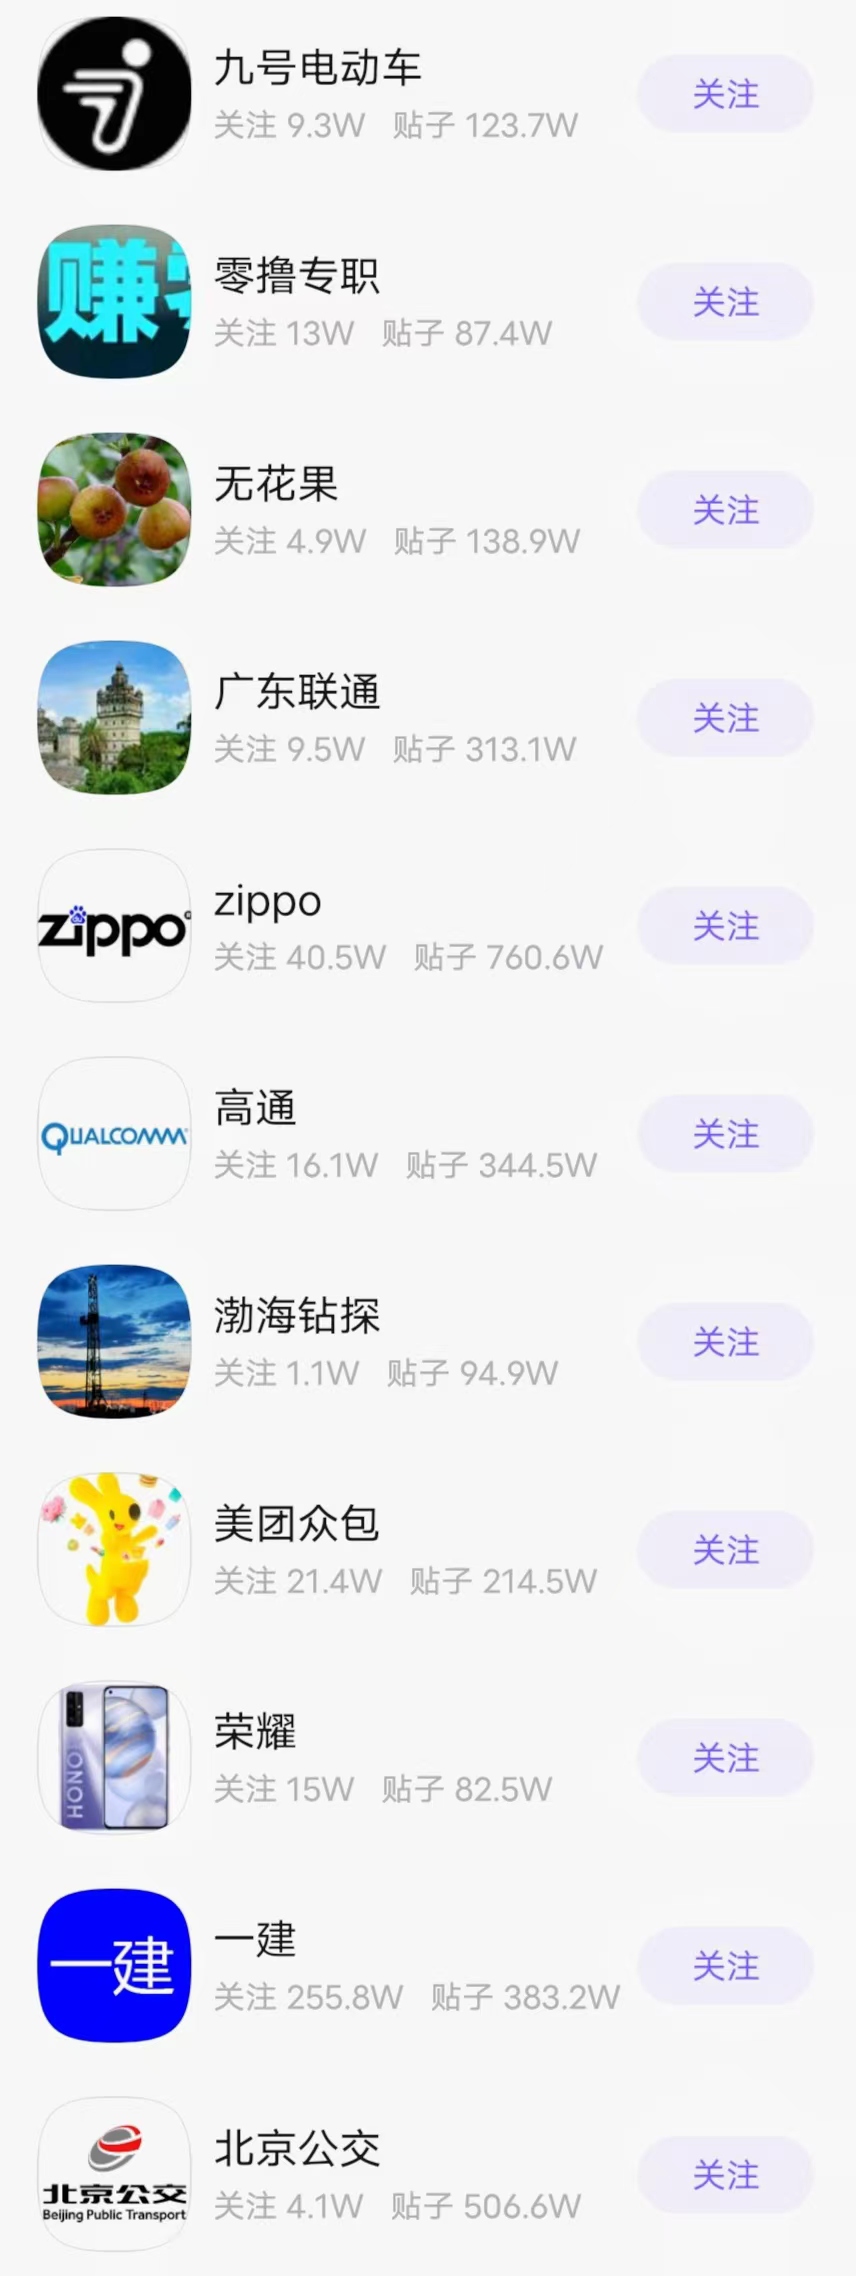 九号电动车
关注 9.3W 贴子 123.7W
关注
赚
零撸专职
关注 13W 贴子 87.4W
关注
无花果
关注 4.9W 贴子 138.9W
关注
广东联通
关注 9.5W 贴子 313.1W
关注
zippo
zippo
关注 40.5W 贴子 760.6W
关注
QUALCOMM
高通
关注 16.1W 贴子 344.5W
关注
渤海钻探
关注 1.1W 贴子 94.9W
关注
美团众包
关注 21.4W 贴子 214.5W
关注
HONO
荣耀
关注 15W 贴子 82.5W
关注
一建
一建
关注 255.8W 贴子 383.2W
关注
北京公交
Beijing Public Transport
北京公交
关注 4.1W 贴子 506.6W
关注